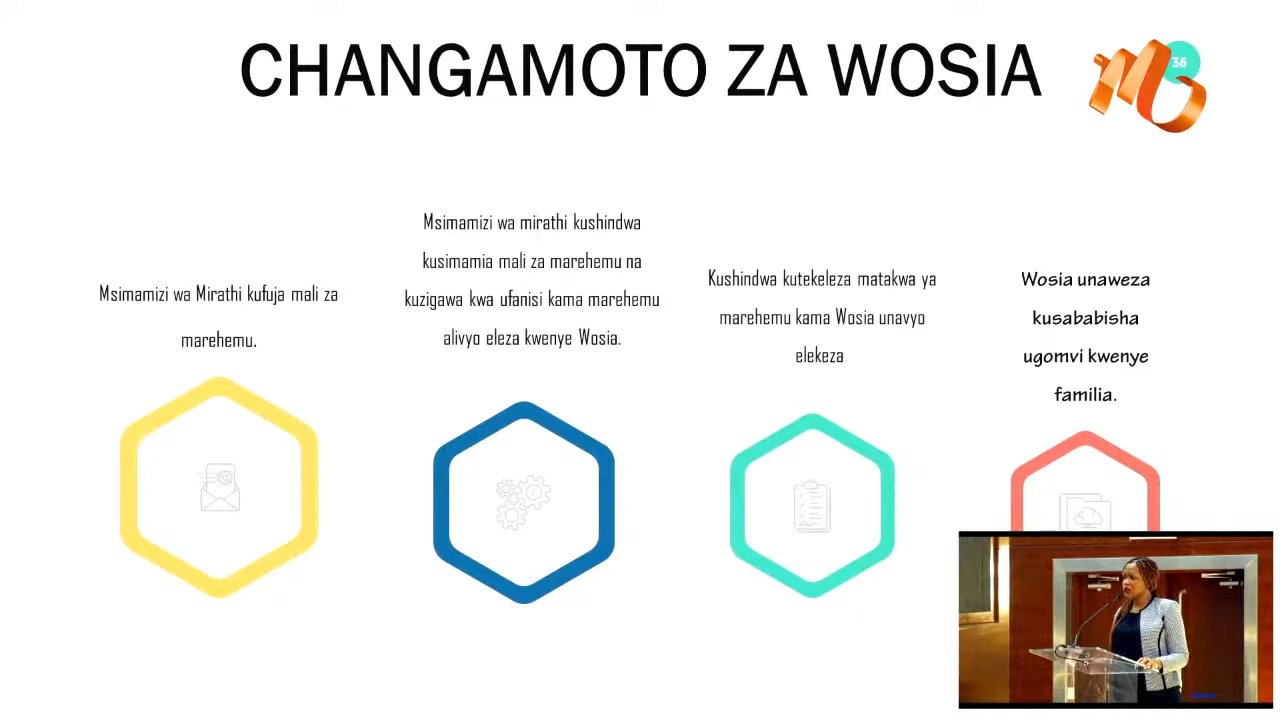 CHANGAMOTO ZA WOSIA
36
Msimamizi wa Mirathi kufuja mali za
marehemu.
Msimamizi wa mirathi kushindwa
kusimamia mali za marehemu na
kuzigawa kwa ufanisi kama marehemu
alivyo eleza kwenye Wosia.
Kushindwa kutekeleza matakwa ya
marehemu kama Wosia unavyo
elekeza
Wosia unaweza
kusababisha
ugomvi kwenye
familia.